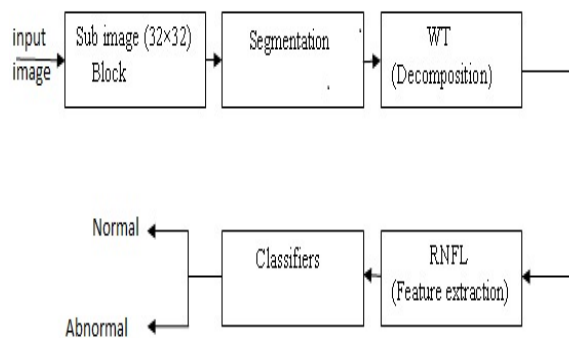 input
image
Sub image (32×32)
Block
Segmentation
WT
(Decomposition)
RNFL
(Feature extraction)
Classifiers
Normal
Abnormal